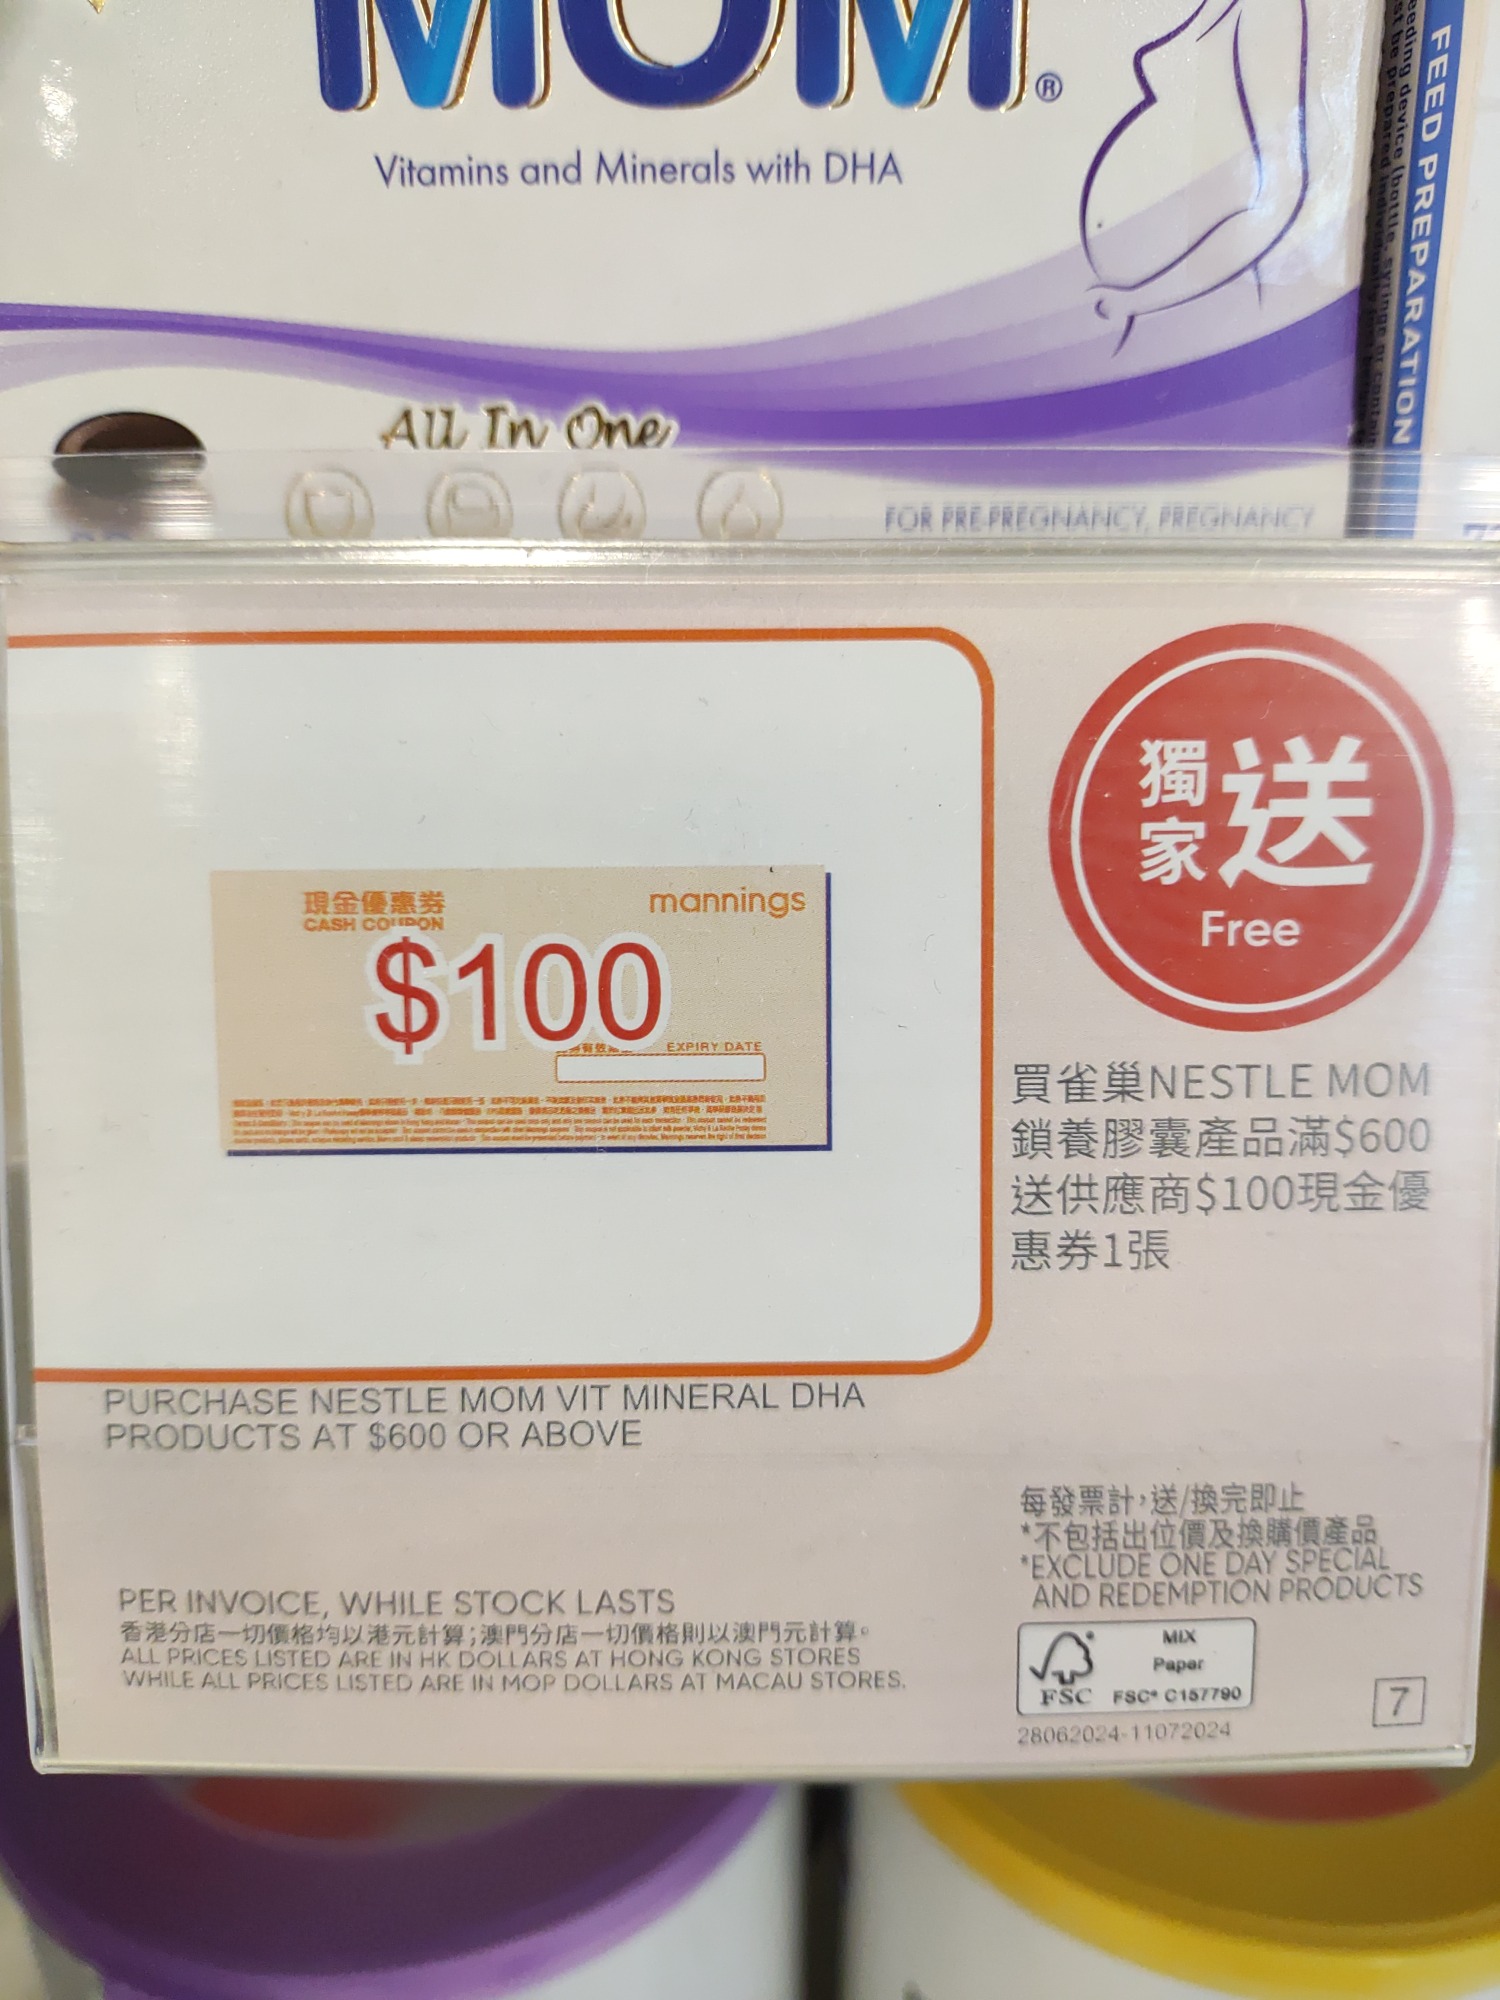 MOM®
Vitamins and Minerals with DHA
All In One
FOR PRE-PREGNANCY, PREGNANCY
FEED PREPARATION
現金優惠券
CASH COUPON
mannings
$100
EXPIRY DATE
獨家送
Free
買雀巢NESTLE MOM
鎖養膠囊產品滿$600
送供應商$100現金優
惠券1張
PURCHASE NESTLE MOM VIT MINERAL DHA
PRODUCTS AT $600 OR ABOVE
每發票計，送/換完即止
*不包括出位價及換購價產品
*EXCLUDE ONE DAY SPECIAL
AND REDEMPTION PRODUCTS
PER INVOICE, WHILE STOCK LASTS
香港分店一切價格均以港元計算；澳門分店一切價格則以澳門元計算。
ALL PRICES LISTED ARE IN HK DOLLARS AT HONG KONG STORES
WHILE ALL PRICES LISTED ARE IN MOP DOLLARS AT MACAU STORES.
MIX
Paper
FSC FSC® C157790
28062024-11072024
7